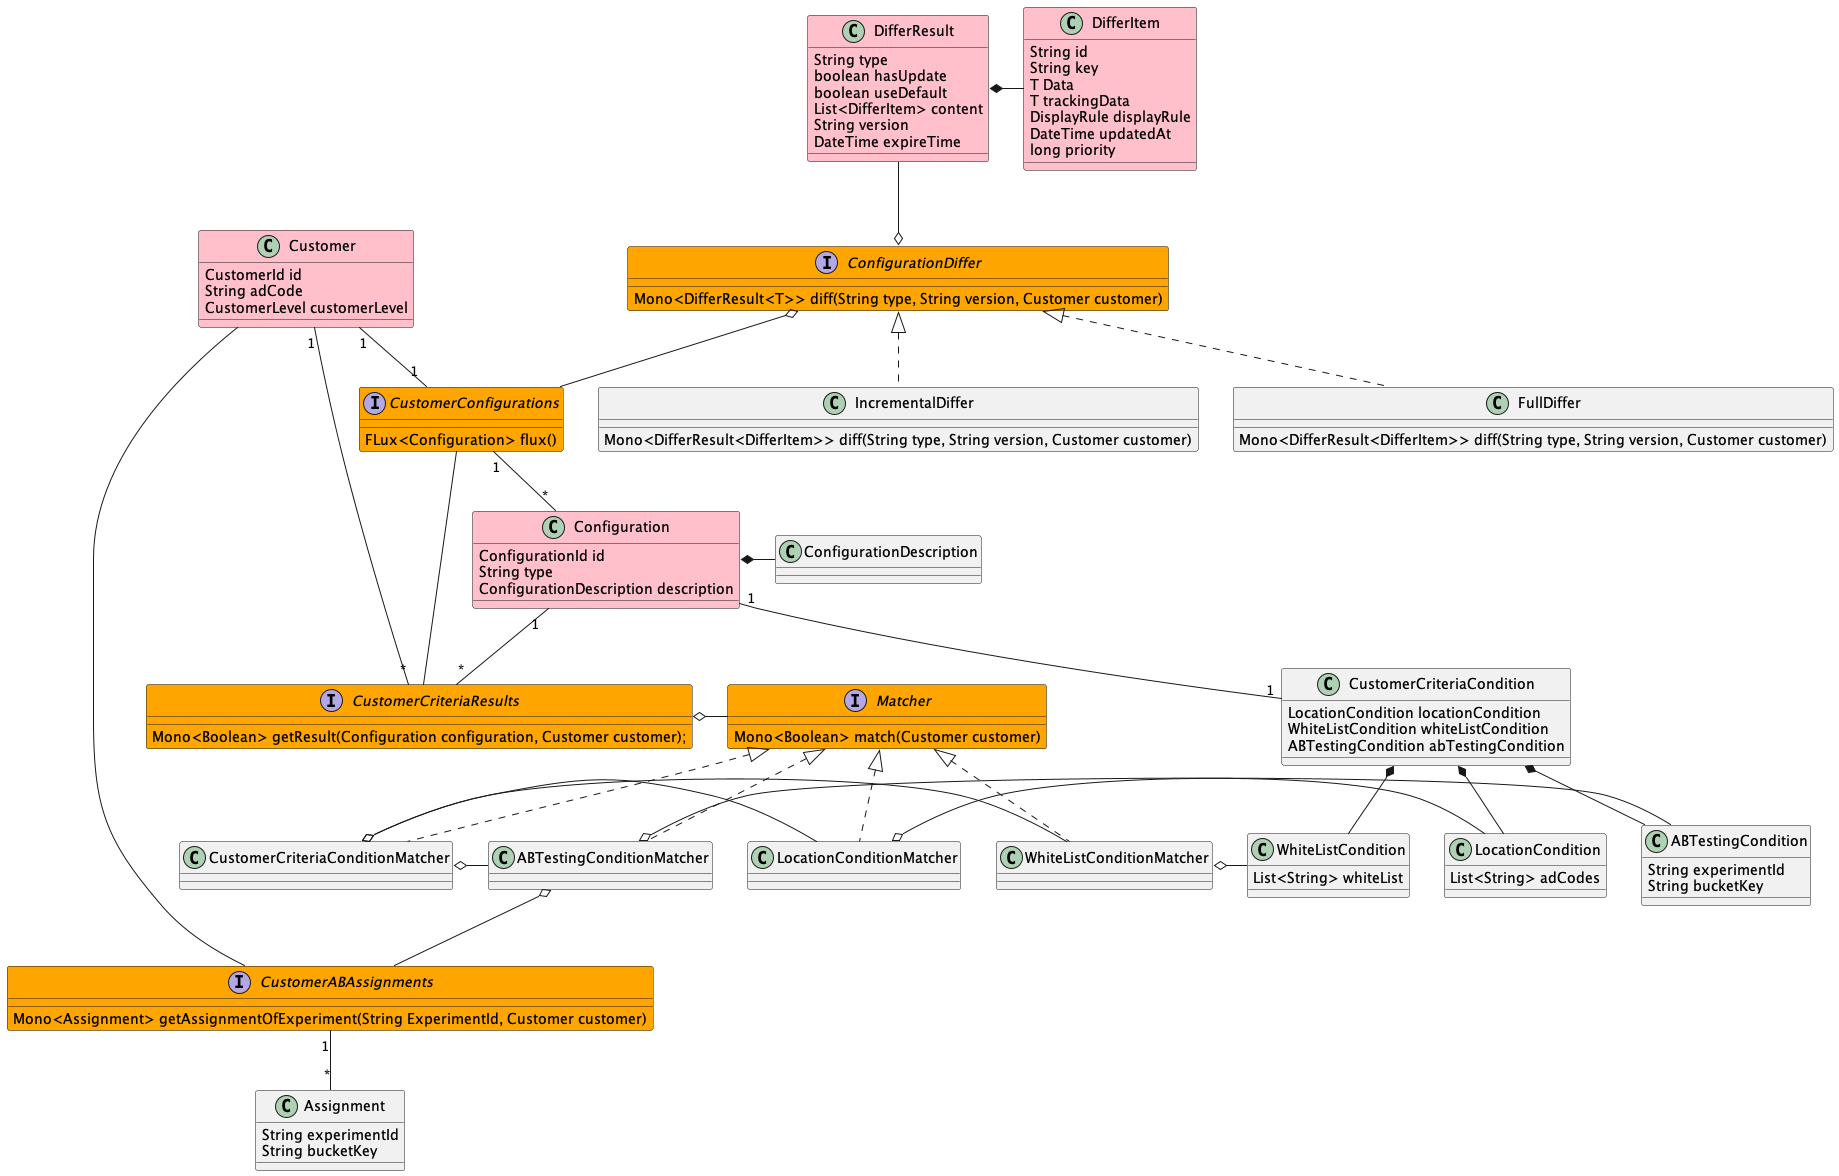 C DifferResult
String type
boolean hasUpdate
boolean useDefault
List<DifferItem> content
String version
DateTime expireTime
C DifferItem
String id
String key
T Data
T trackingData
DisplayRule displayRule
DateTime updatedAt
long priority
C Customer
CustomerId id
String adCode
CustomerLevel customerLevel
I ConfigurationDiffer
Mono<DifferResult<T>> diff(String type, String version, Customer customer)
1
1
1
I CustomerConfigurations
FLux<Configuration> flux()
C IncrementalDiffer
Mono<DifferResult<DifferItem>> diff(String type, String version, Customer customer)
C FullDiffer
Mono<DifferResult<DifferItem>> diff(String type, String version, Customer customer)
1
*
C Configuration
ConfigurationId id
String type
ConfigurationDescription description
C ConfigurationDescription
1
1
*
*
1
I CustomerCriteriaResults
Mono<Boolean> getResult(Configuration configuration, Customer customer);
I Matcher
Mono<Boolean> match(Customer customer)
C CustomerCriteriaCondition
LocationCondition locationCondition
WhiteListCondition whiteListCondition
ABTestingCondition abTestingCondition
C CustomerCriteriaConditionMatcher
C ABTestingConditionMatcher
C LocationConditionMatcher
C WhiteListConditionMatcher
C WhiteListCondition
List<String> whiteList
C LocationCondition
List<String> adCodes
C ABTestingCondition
String experimentId
String bucketKey
I CustomerABAssignments
Mono<Assignment> getAssignmentOfExperiment(String ExperimentId, Customer customer)
1
*
C Assignment
String experimentId
String bucketKey